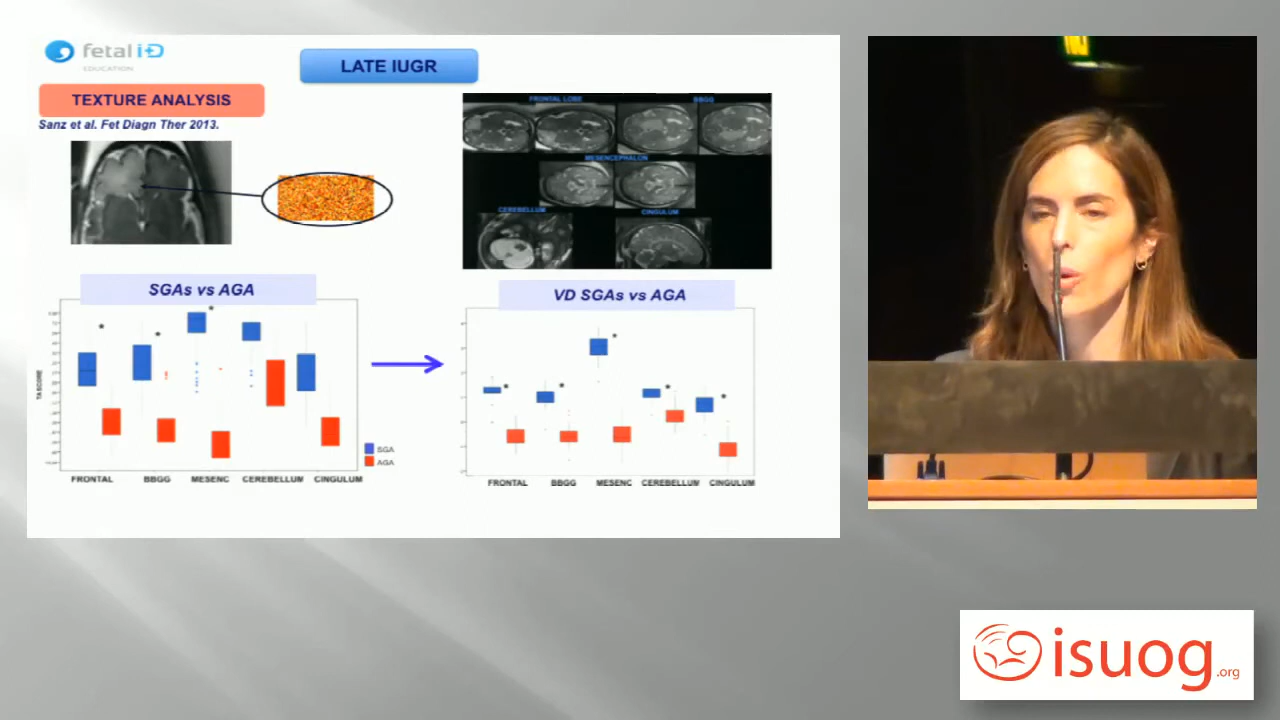 fetal i+D
EDUCATION
LATE IUGR
TEXTURE ANALYSIS
Sanz et al. Fet Diagn Ther 2013.
FRONTAL LOBE
BBGG
MESENCEPHALON
CEREBELLUM
CINGULUM
SGAs vs AGA
TASCORE
SGA
AGA
FRONTAL BBGG MESENC CEREBELLUM CINGULUM
VD SGAs vs AGA
FRONTAL BBGG MESENC CEREBELLUM CINGULUM
isuog.org